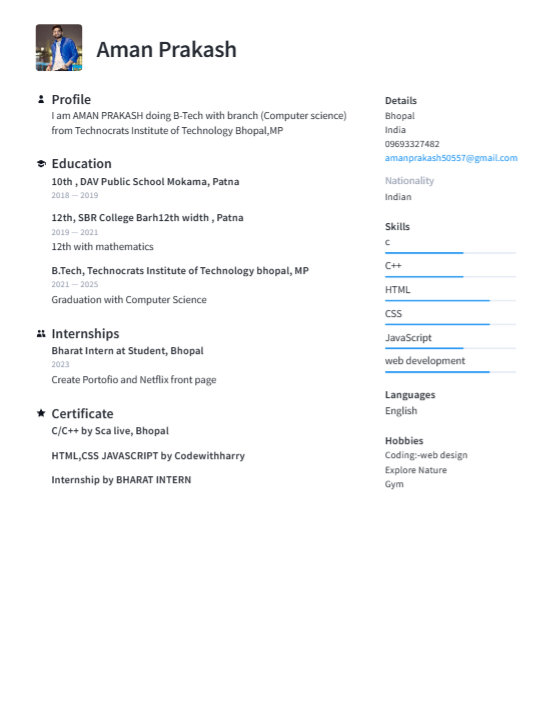 Aman Prakash
Profile
I am AMAN PRAKASH doing B-Tech with branch (Computer science)
from Technocrats Institute of Technology Bhopal,MP
Education
10th , DAV Public School Mokama, Patna
2018 — 2019
12th, SBR College Barh12th width , Patna
2019 — 2021
12th with mathematics
B.Tech, Technocrats Institute of Technology bhopal, MP
2021 — 2025
Graduation with Computer Science
Internships
Bharat Intern at Student, Bhopal
2023
Create Portofio and Netflix front page
Certificate
C/C++ by Sca live, Bhopal
HTML,CSS JAVASCRIPT by Codewithharry
Internship by BHARAT INTERN
Details
Bhopal
India
09693327482
amanprakash50557@gmail.com
Nationality
Indian
Skills
c
C++
HTML
CSS
JavaScript
web development
Languages
English
Hobbies
Coding:-web design
Explore Nature
Gym